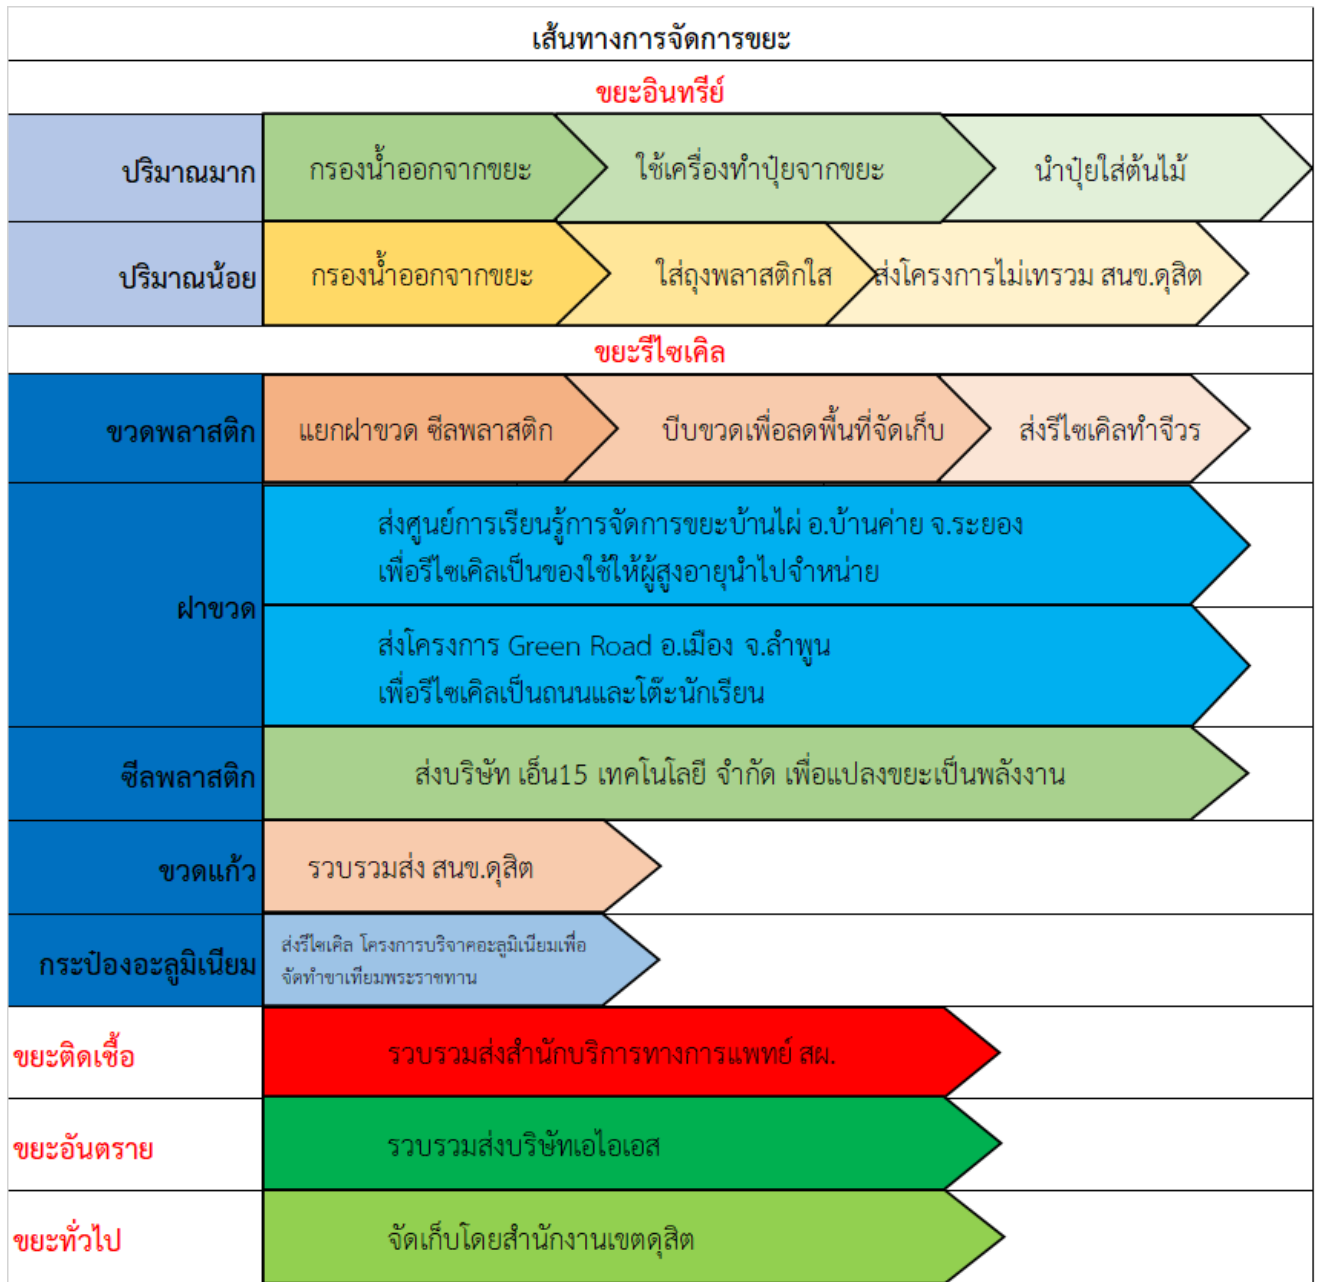 เส้นทางการจัดการขยะ
ขยะอินทรีย์
ปริมาณมาก
กรองน้ำออกจากขยะ
ใช้เครื่องทำปุ๋ยจากขยะ
นำปุ๋ยใส่ต้นไม้
ปริมาณน้อย
กรองน้ำออกจากขยะ
ใส่ถุงพลาสติกใส
ส่งโครงการไม่เทรวม สนข.ดุสิต
ขยะรีไซเคิล
ขวดพลาสติก
แยกฝาขวด ซีลพลาสติก
บีบขวดเพื่อลดพื้นที่จัดเก็บ
ส่งรีไซเคิลทำจีวร
ฝาขวด
ส่งศูนย์การเรียนรู้การจัดการขยะบ้านไผ่ อ.บ้านค่าย จ.ระยอง
เพื่อรีไซเคิลเป็นของใช้ให้ผู้สูงอายุนำไปจำหน่าย
ส่งโครงการ Green Road อ.เมือง จ.ลำพูน
เพื่อรีไซเคิลเป็นถนนและโต๊ะนักเรียน
ซีลพลาสติก
ส่งบริษัท เอ็น15 เทคโนโลยี จำกัด เพื่อแปลงขยะเป็นพลังงาน
ขวดแก้ว
รวบรวมส่ง สนข.ดุสิต
กระป๋องอะลูมิเนียม
ส่งรีไซเคิล โครงการบริจาคอะลูมิเนียมเพื่อ
จัดทำขาเทียมพระราชทาน
ขยะติดเชื้อ
รวบรวมส่งสำนักบริการทางการแพทย์ สผ.
ขยะอันตราย
รวบรวมส่งบริษัทเอไอเอส
ขยะทั่วไป
จัดเก็บโดยสำนักงานเขตดุสิต